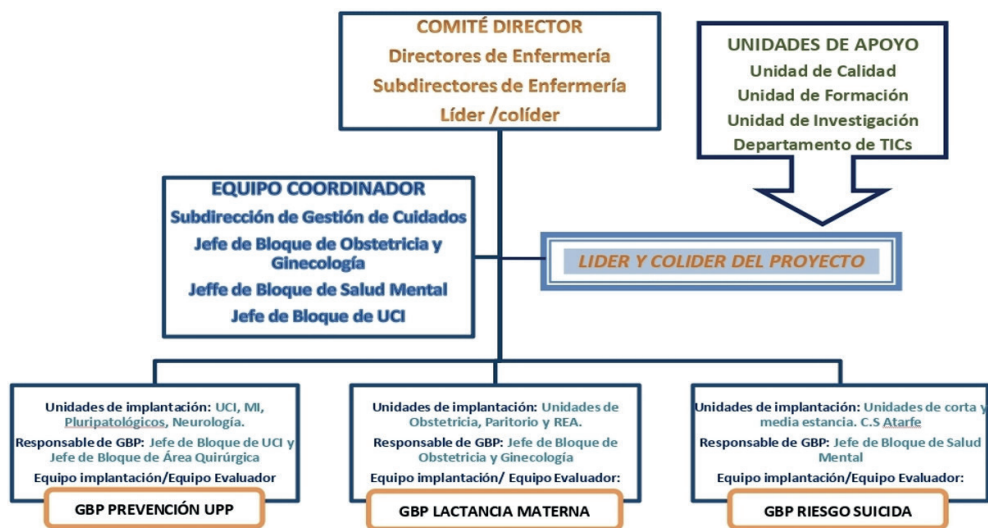 COMITÉ DIRECTOR
Directores de Enfermería
Subdirectores de Enfermería
Líder /colíder
UNIDADES DE APOYO
Unidad de Calidad
Unidad de Formación
Unidad de Investigación
Departamento de TICs
EQUIPO COORDINADOR
Subdirección de Gestión de Cuidados
Jefe de Bloque de Obstetricia y
Ginecología
Jeffe de Bloque de Salud Mental
Jefe de Bloque de UCI
LIDER Y COLIDER DEL PROYECTO
Unidades de implantación: UCI, MI,
Pluripatológicos, Neurología.
Responsable de GBP: Jefe de Bloque de UCI y
Jefe de Bloque de Área Quirúrgica
Equipo implantación/Equipo Evaluador
GBP PREVENCIÓN UPP
Unidades de implantación: Unidades de
Obstetricia, Paritorio y REA.
Responsable de GBP: Jefe de Bloque de
Obstetricia y Ginecología
Equipo implantación/ Equipo Evaluador:
GBP LACTANCIA MATERNA
Unidades de implantación: Unidades de corta y
media estancia. C.S Atarfe
Responsable de GBP: Jefe de Bloque de Salud
Mental
Equipo implantación/Equipo Evaluador:
GBP RIESGO SUICIDA